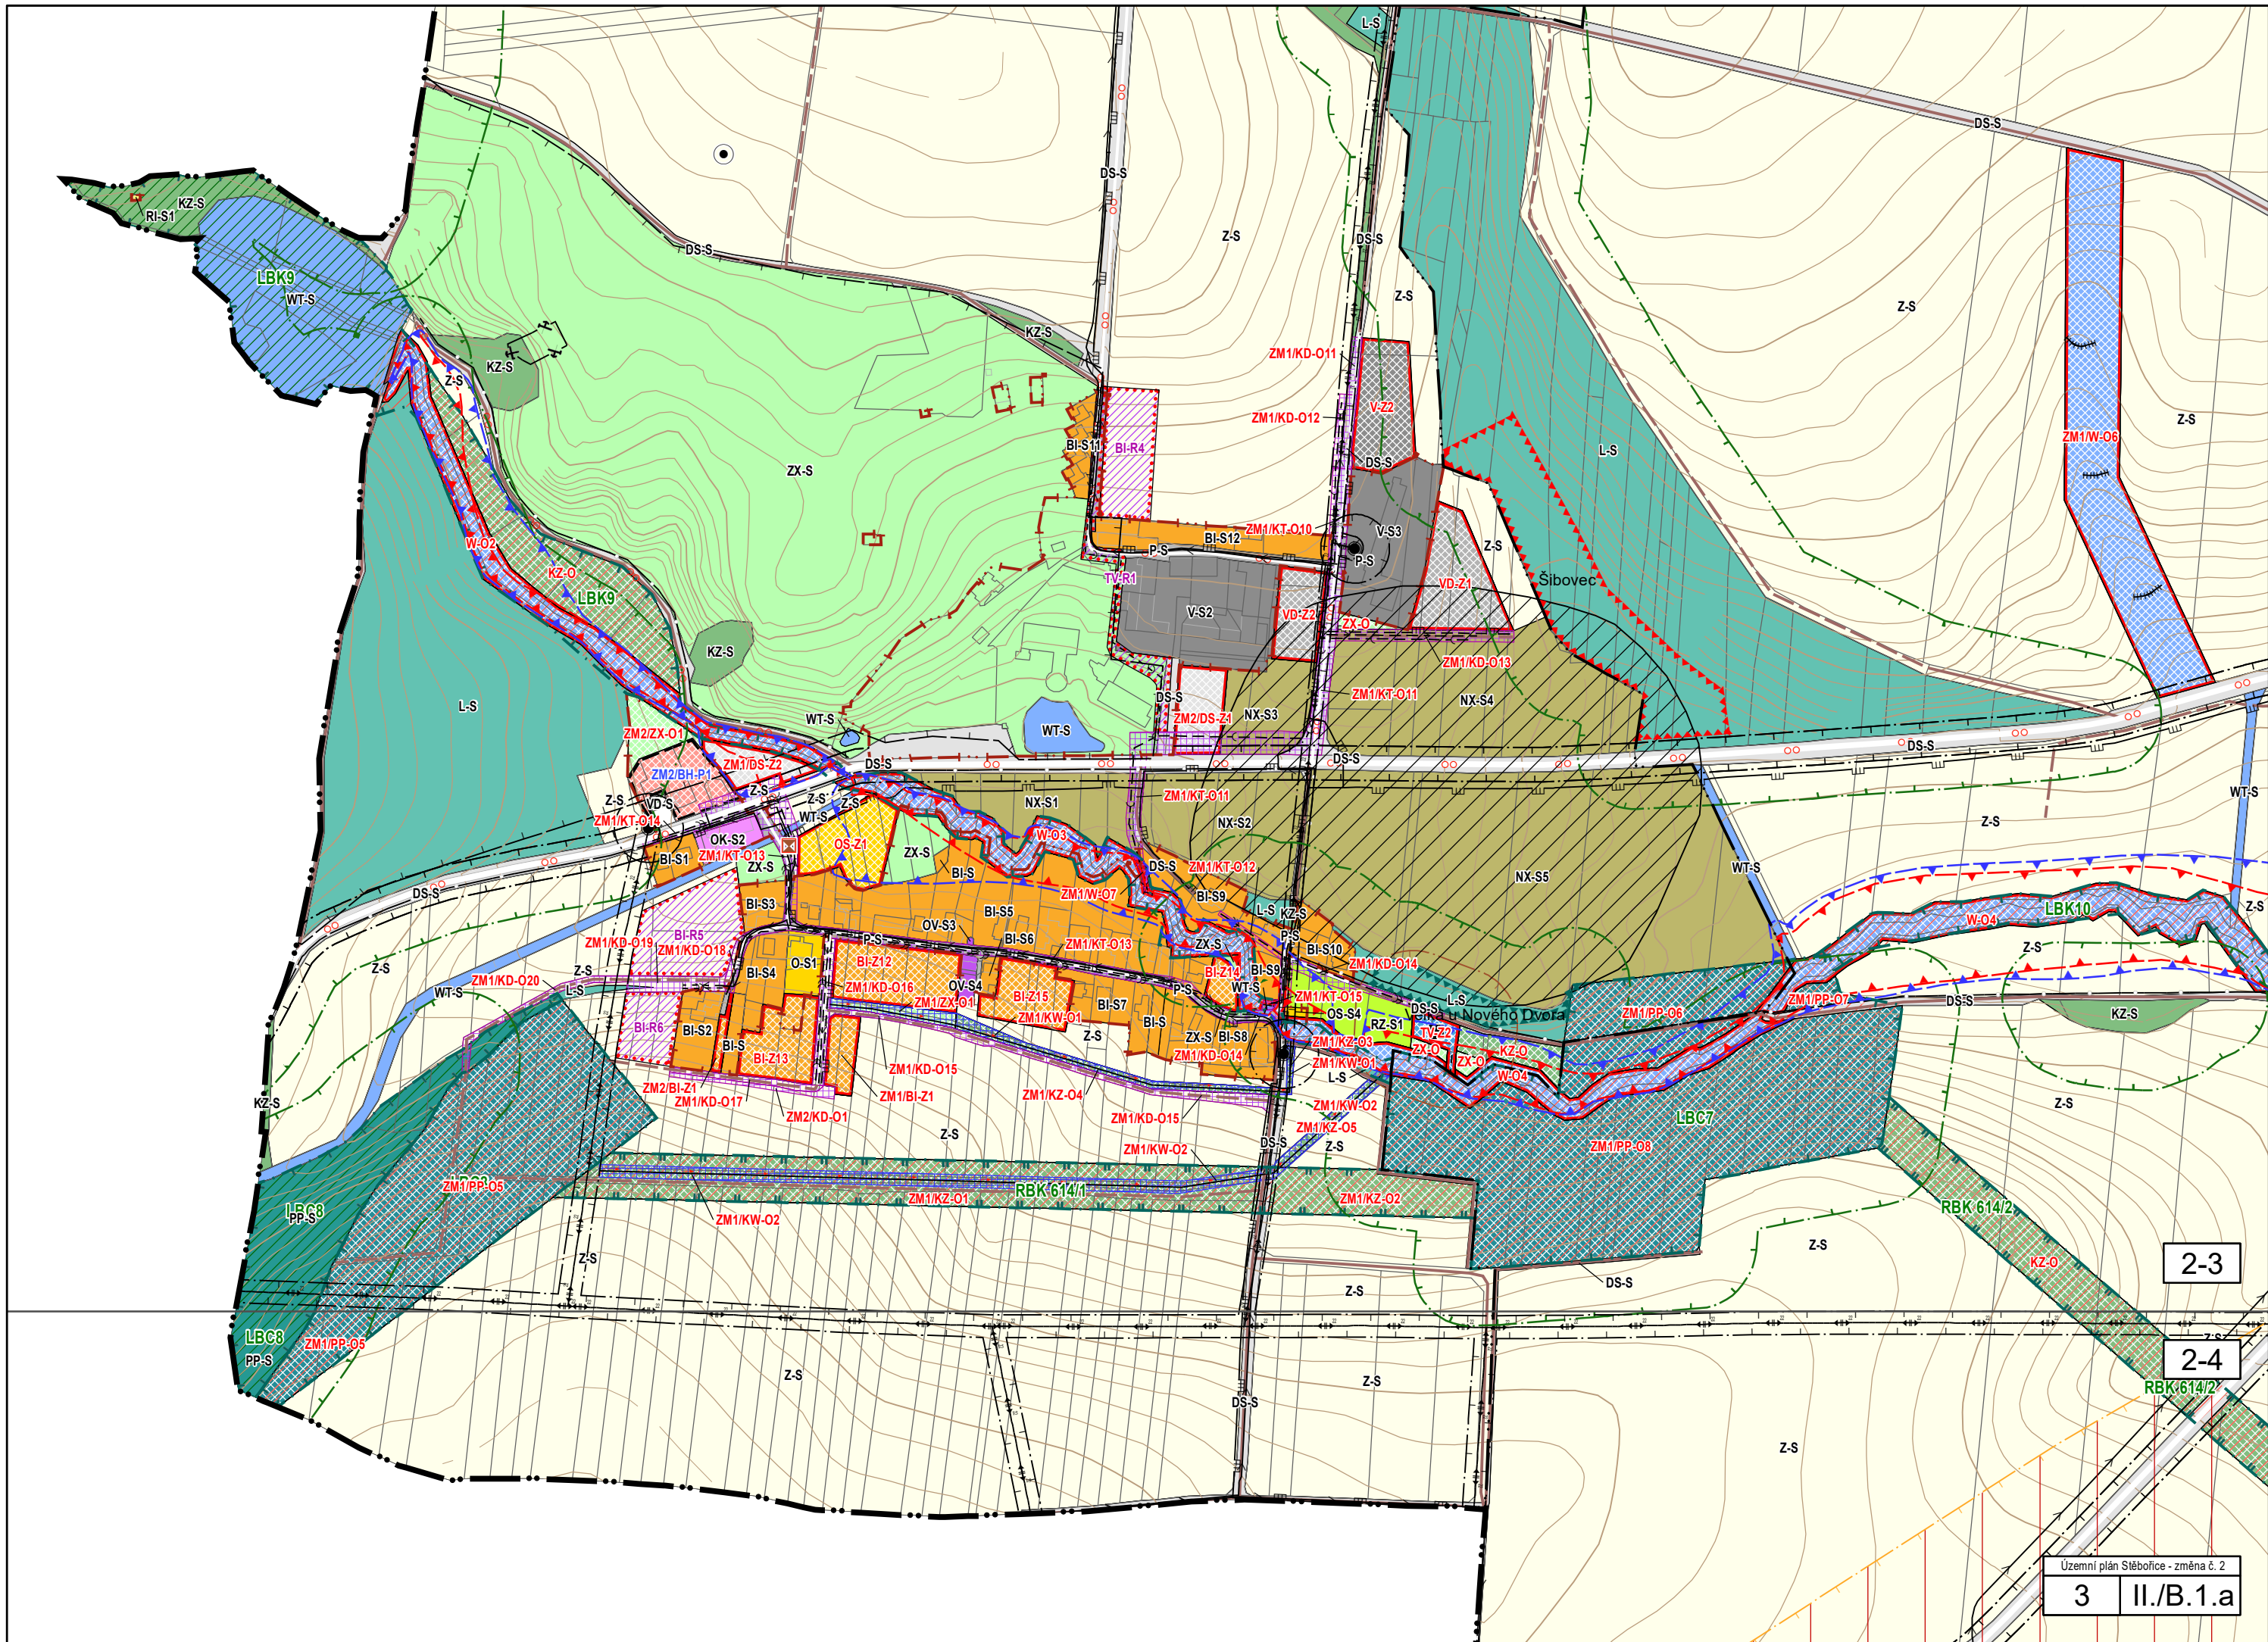 L-S
DS-S
KZ-S
RI-S1
DS-S
Z-S
DS-S
DS-S
LBK9
WT-S
Z-S
Z-S
KZ-S
ZM1/KD-O11
KZ-S
Z-S
V-Z2
ZM1/KD-O12
Z-S
ZM1/W-O6
BI-S11
BI-R4
L-S
DS-S
ZX-S
W-O2
ZM1/KT-O10
V-S3
BI-S12
P-S
Z-S
P-S
KZ-O
TV-R1
Šibovec
VD-Z1
LBK9
V-S2
VD-Z2
ZX-O
KZ-S
ZM1/KD-O13
L-S
DS-S
ZM1/KT-O11
NX-S4
NX-S3
WT-S
ZM2/DS-Z1
WT-S
ZM2/ZX-O1
DS-S
DS-S
DS-S
ZM1/DS-Z2
ZM2/BH-P1
Z-S
WT-S
Z-S
VD-S
Z-S
Z-S
NX-S1
ZM1/KT-O11
ZM1/KT-O14
WT-S
NX-S2
Z-S
OK-S2
OS-Z1
W-O3
BI-S1
ZM1/KT-O13
ZX-S
ZX-S
BI-S
DS-S
ZM1/KT-O12
WT-S
NX-S5
DS-S
BI-S3
ZM1/W-O7
BI-S9
Z-S
BI-S5
L-S
KZ-S
LBK10
W-O4
BI-R5
OV-S3
P-S
BI-S6
ZM1/KT-O13
ZX-S
P-S
BI-S10
Z-S
ZM1/KD-O19
ZM1/KD-O18
O-S1
BI-Z12
BI-Z14
BI-S9
ZM1/KD-O14
Z-S
BI-S4
ZM1/KD-O20
Z-S
L-S
WT-S
ZM1/KD-O16
OV-S4
P-S
WT-S
ZM1/KT-O15
BI-Z15
ZM1/ZX-O1
BI-S7
DS-S
L-S
ZM1/PP-O7
DS-S
OS-S4
ZM1/PP-O6
KZ-S
BI-R6
BI-S2
ZM1/KW-O1
BI-S
RZ-S1
TV-Z2
Z-S
ZX-S
BI-S8
ZM1/KZ-O3
BI-S
BI-Z13
ZM1/KD-O14
ZX-O
ZX-O
KZ-O
ZM1/KW-O1
W-O4
L-S
ZM1/KD-O15
ZM2/BI-Z1
ZM1/BI-Z1
ZM1/KZ-O4
ZM1/KD-O17
ZM2/KD-O1
ZM1/KD-O15
ZM1/KW-O2
KZ-S
Z-S
LBC7
ZM1/KZ-O5
Z-S
DS-S
Z-S
ZM1/KW-O2
ZM1/PP-O8
ZM1/PP-O5
RBK 614/1
ZM1/KZ-O1
ZM1/KZ-O2
RBK 614/2
LBC8
PP-S
ZM1/KW-O2
Z-S
Z-S
KZ-O
2-3
DS-S
Z-S
LBC8
ZM1/PP-O5
PP-S
Z-S
2-4
Z-S
Z-S
RBK 614/2
DS-S
Z-S
Územní plán Stěbořice - změna č. 2
3 II./B.1.a